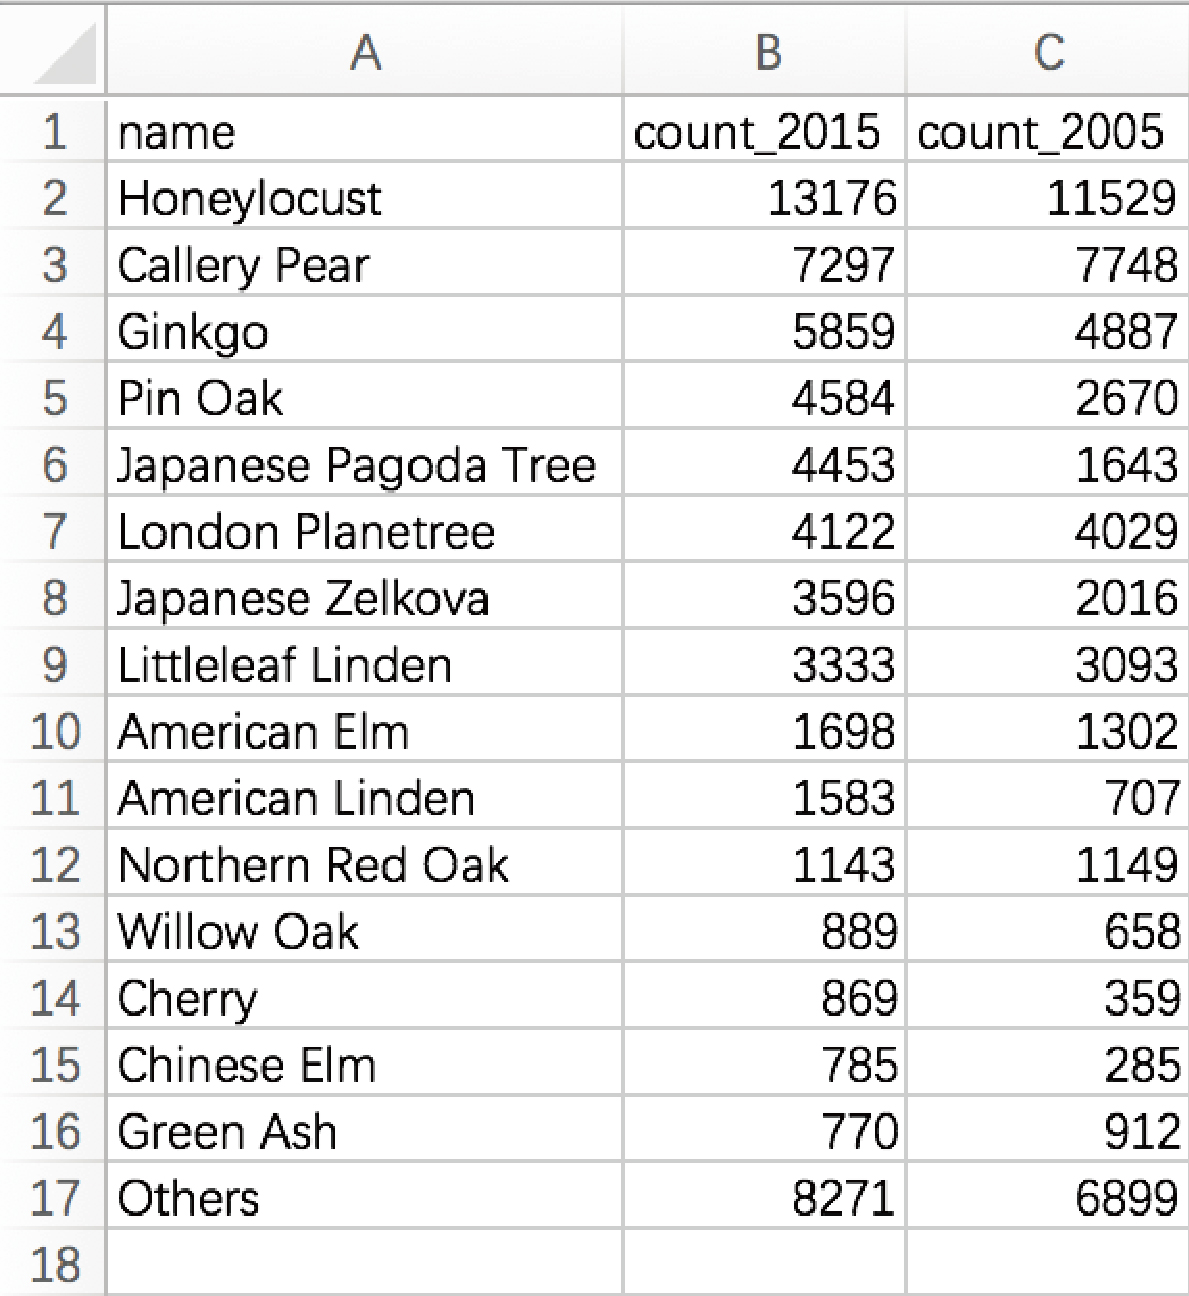 A B C
1 name count_2015 count_2005
2 Honeylocust 13176 11529
3 Callery Pear 7297 7748
4 Ginkgo 5859 4887
5 Pin Oak 4584 2670
6 Japanese Pagoda Tree 4453 1643
7 London Planetree 4122 4029
8 Japanese Zelkova 3596 2016
9 Littleleaf Linden 3333 3093
10 American Elm 1698 1302
11 American Linden 1583 707
12 Northern Red Oak 1143 1149
13 Willow Oak 889 658
14 Cherry 869 359
15 Chinese Elm 785 285
16 Green Ash 770 912
17 Others 8271 6899
18